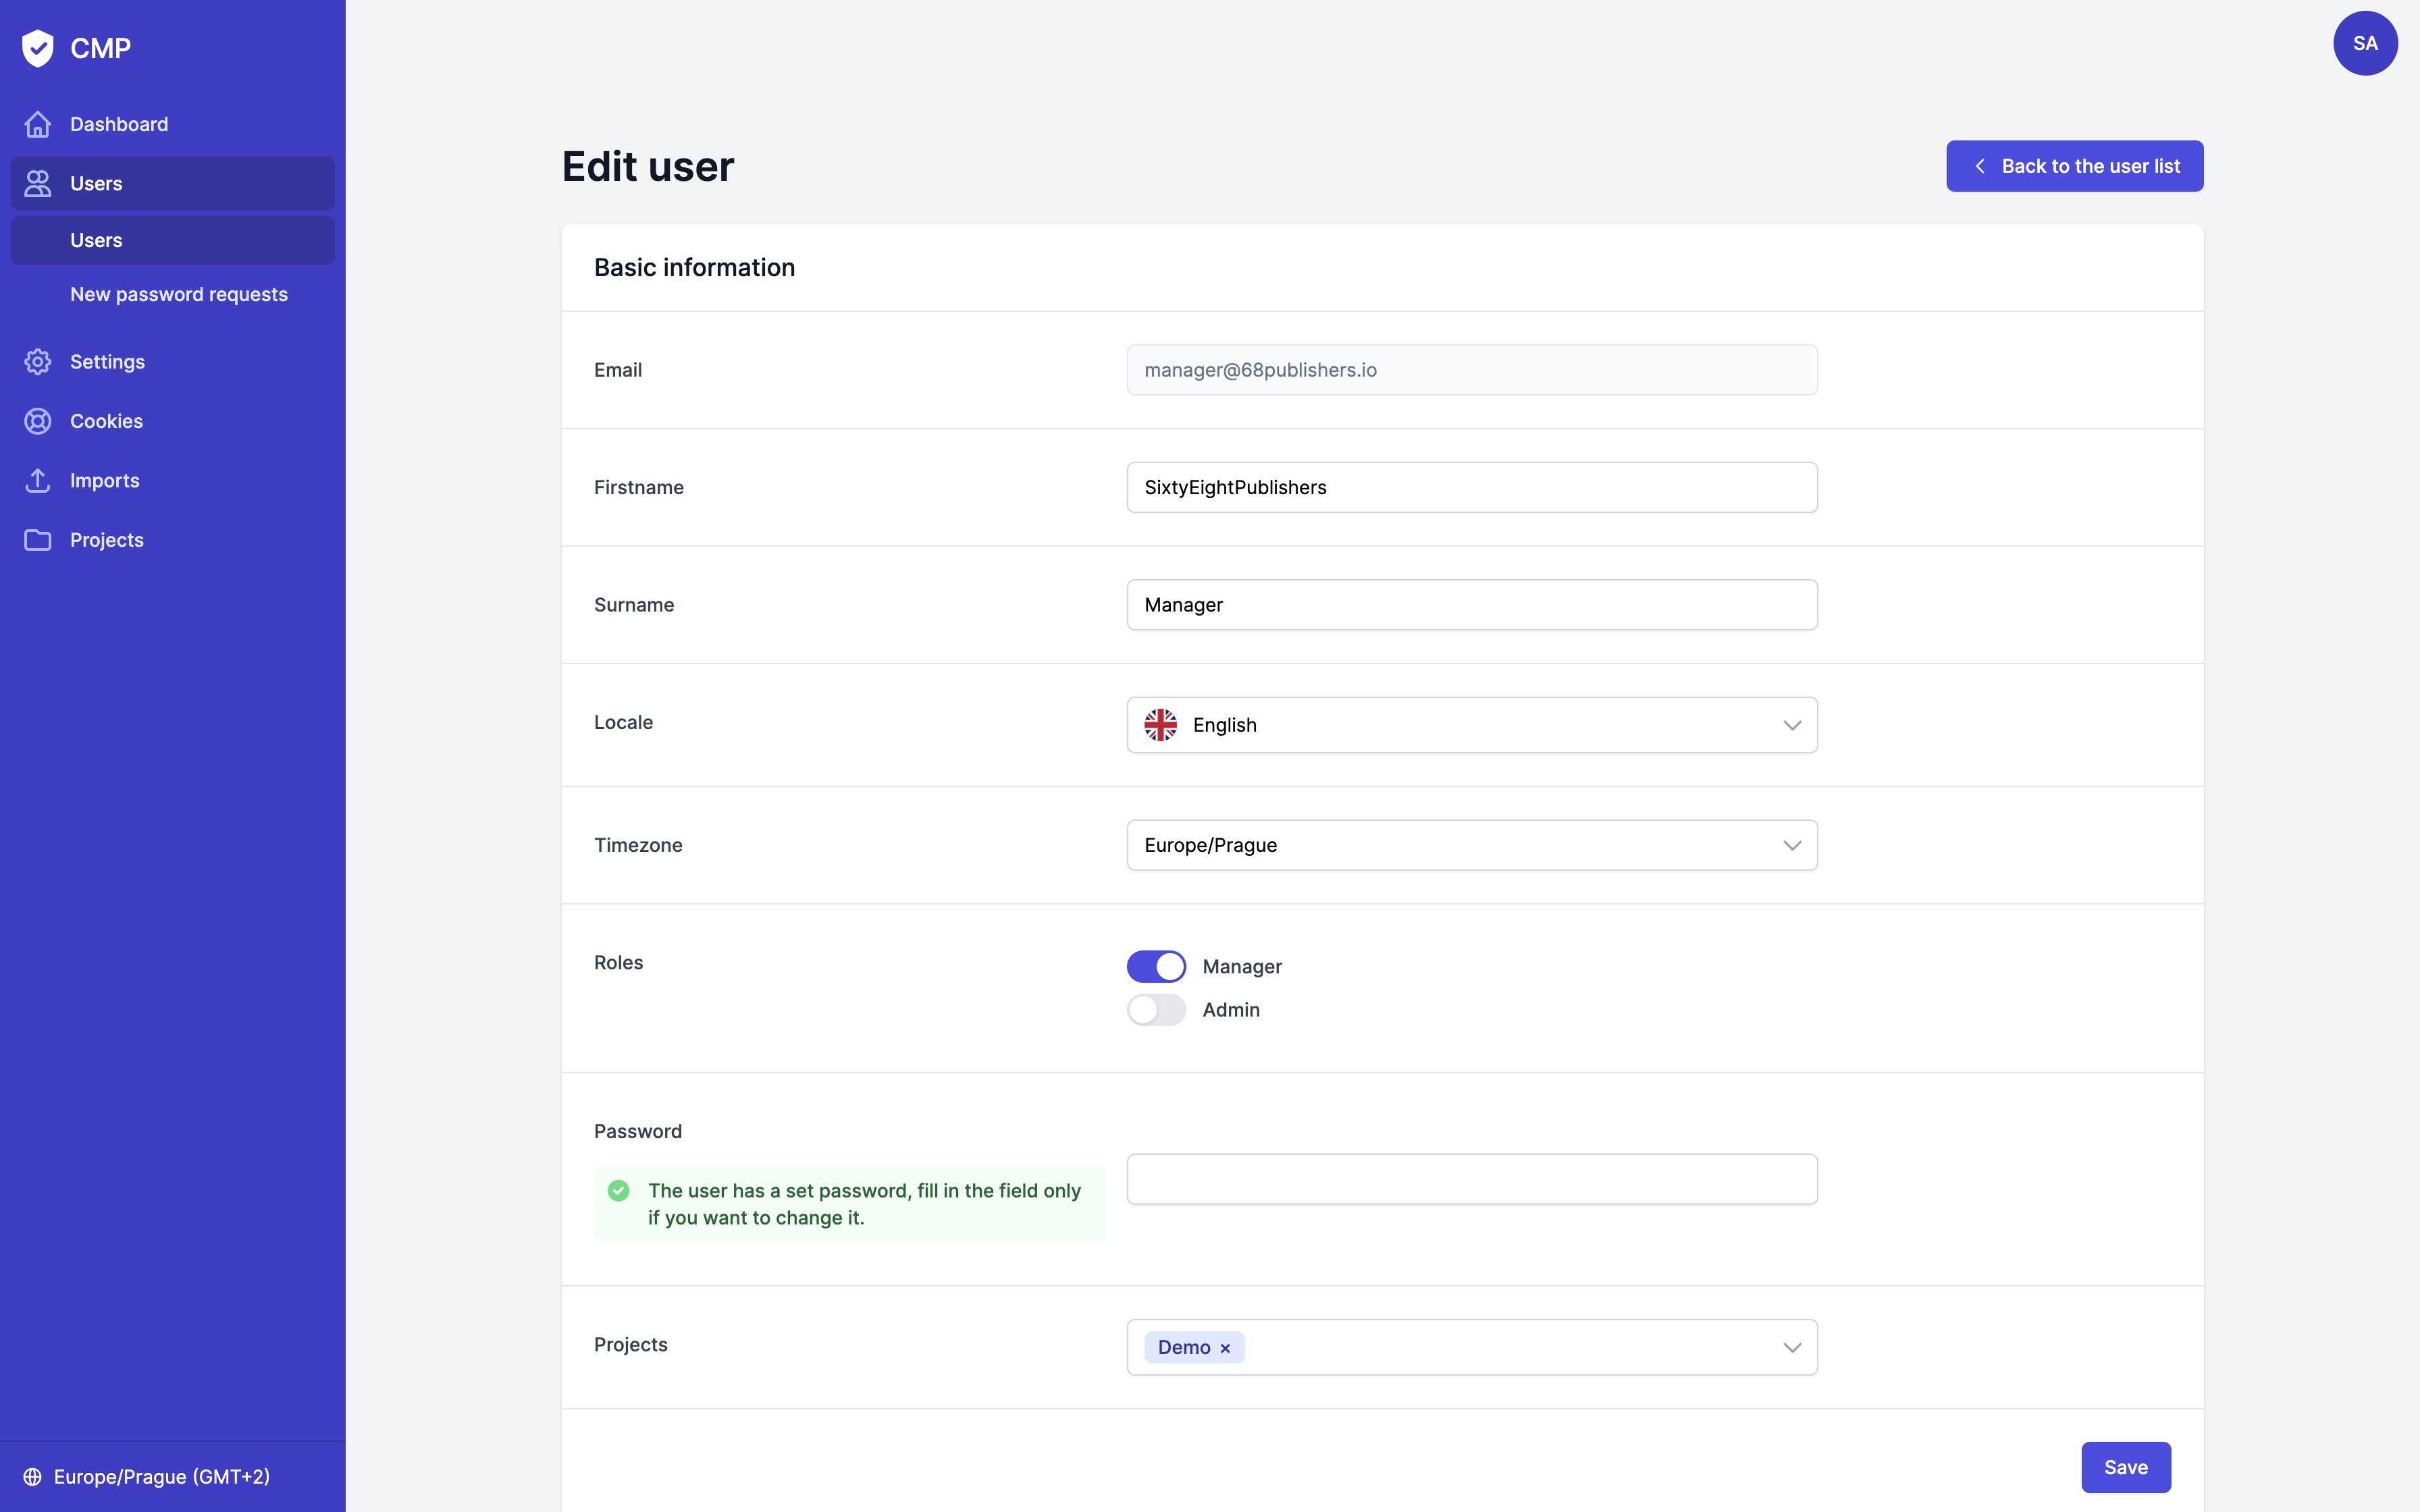 CMP
Dashboard
Users
Users
New password requests
Settings
Cookies
Imports
Projects
Europe/Prague (GMT+2)
SA
Edit user
Back to the user list
Basic information
Email
manager@68publishers.io
Firstname
SixtyEightPublishers
Surname
Manager
Locale
English
Timezone
Europe/Prague
Roles
Manager
Admin
Password
The user has a set password, fill in the field only
if you want to change it.
Projects
Demo ×
Save